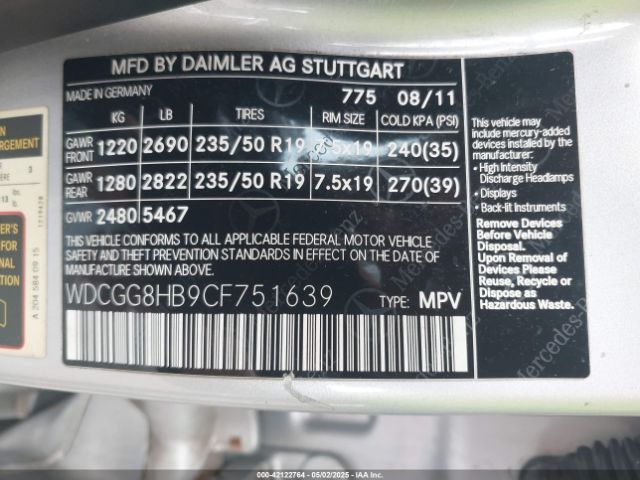 MFD BY DAIMLER AG STUTTGART
MADE IN GERMANY 775 08/11
KG LB TIRES RIM SIZE COLD KPA (PSI)
GAWR FRONT 1220 2690 235/50 R19 7.5x19 240(35)
GAWR REAR 1280 2822 235/50 R19 7.5x19 270(39)
GVWR 2480 5467
THIS VEHICLE CONFORMS TO ALL APPLICABLE FEDERAL MOTOR VEHICLE
SAFETY AND THEFT PREVENTION STANDARDS IN EFFECT ON THE DATE OF
MANUFACTURE SHOWN ABOVE.
WDCGG8HB9CF751639 TYPE: MPV
This vehicle may
include mercury-added
devices installed by the
manufacturer:
• High Intensity
Discharge Headlamps
• Displays
• Back-lit Instruments
Remove Devices
Before Vehicle
Disposal.
Upon Removal of
Devices Please
Reuse, Recycle or
Dispose as
Hazardous Waste.
A 204 584 09 15
000-42122764 - 05/02/2025 - IAAI.CA